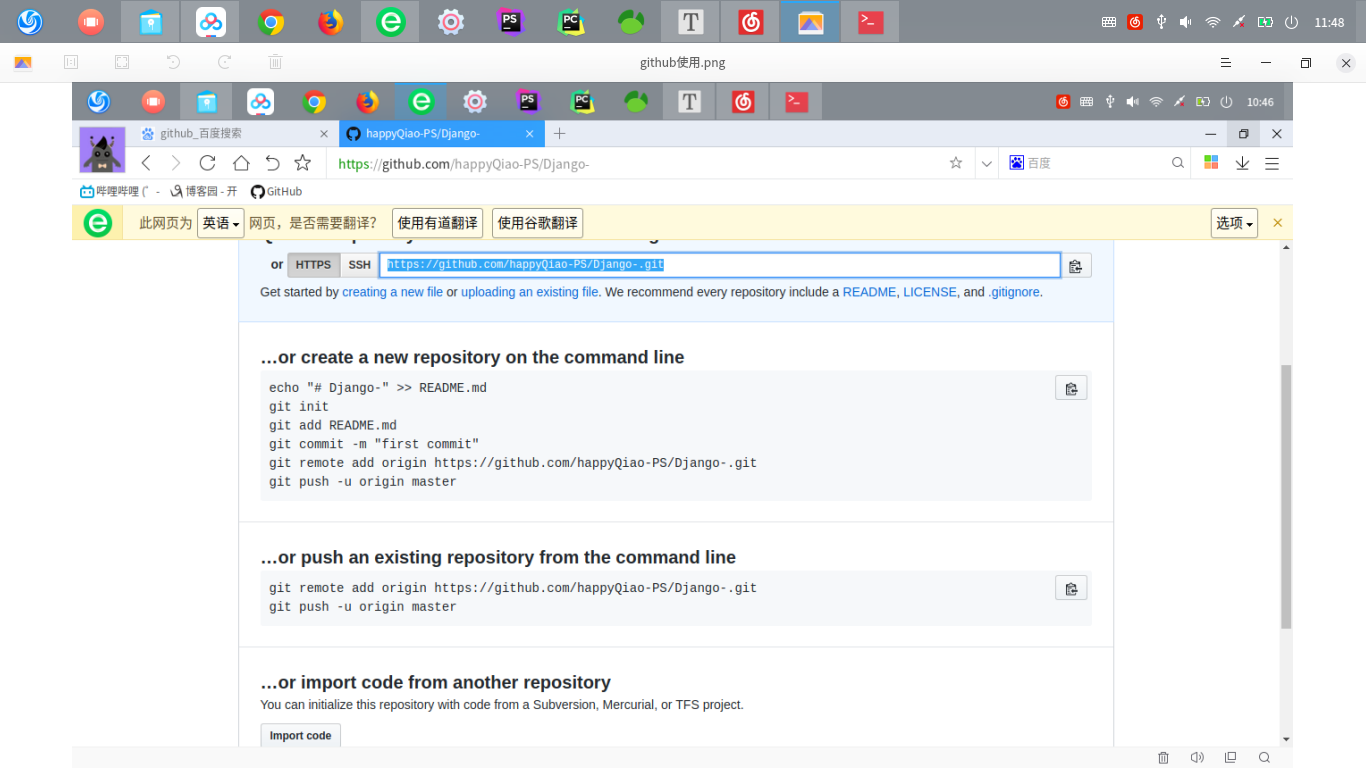 PS
PC
T
>_
11:48
github使用.png
PS
PC
T
>_
10:46
github_百度搜索
happyQiao-PS/Django-
https://github.com/happyQiao-PS/Django-
百度
哔哩哔哩 (゜-
博客园 - 开
GitHub
此网页为 英语 网页，是否需要翻译？ 使用有道翻译 使用谷歌翻译
选项
or HTTPS SSH https://github.com/happyQiao-PS/Django-.git
Get started by creating a new file or uploading an existing file. We recommend every repository include a README, LICENSE, and .gitignore.
…or create a new repository on the command line
echo "# Django-" >> README.md
git init
git add README.md
git commit -m "first commit"
git remote add origin https://github.com/happyQiao-PS/Django-.git
git push -u origin master
…or push an existing repository from the command line
git remote add origin https://github.com/happyQiao-PS/Django-.git
git push -u origin master
…or import code from another repository
You can initialize this repository with code from a Subversion, Mercurial, or TFS project.
Import code